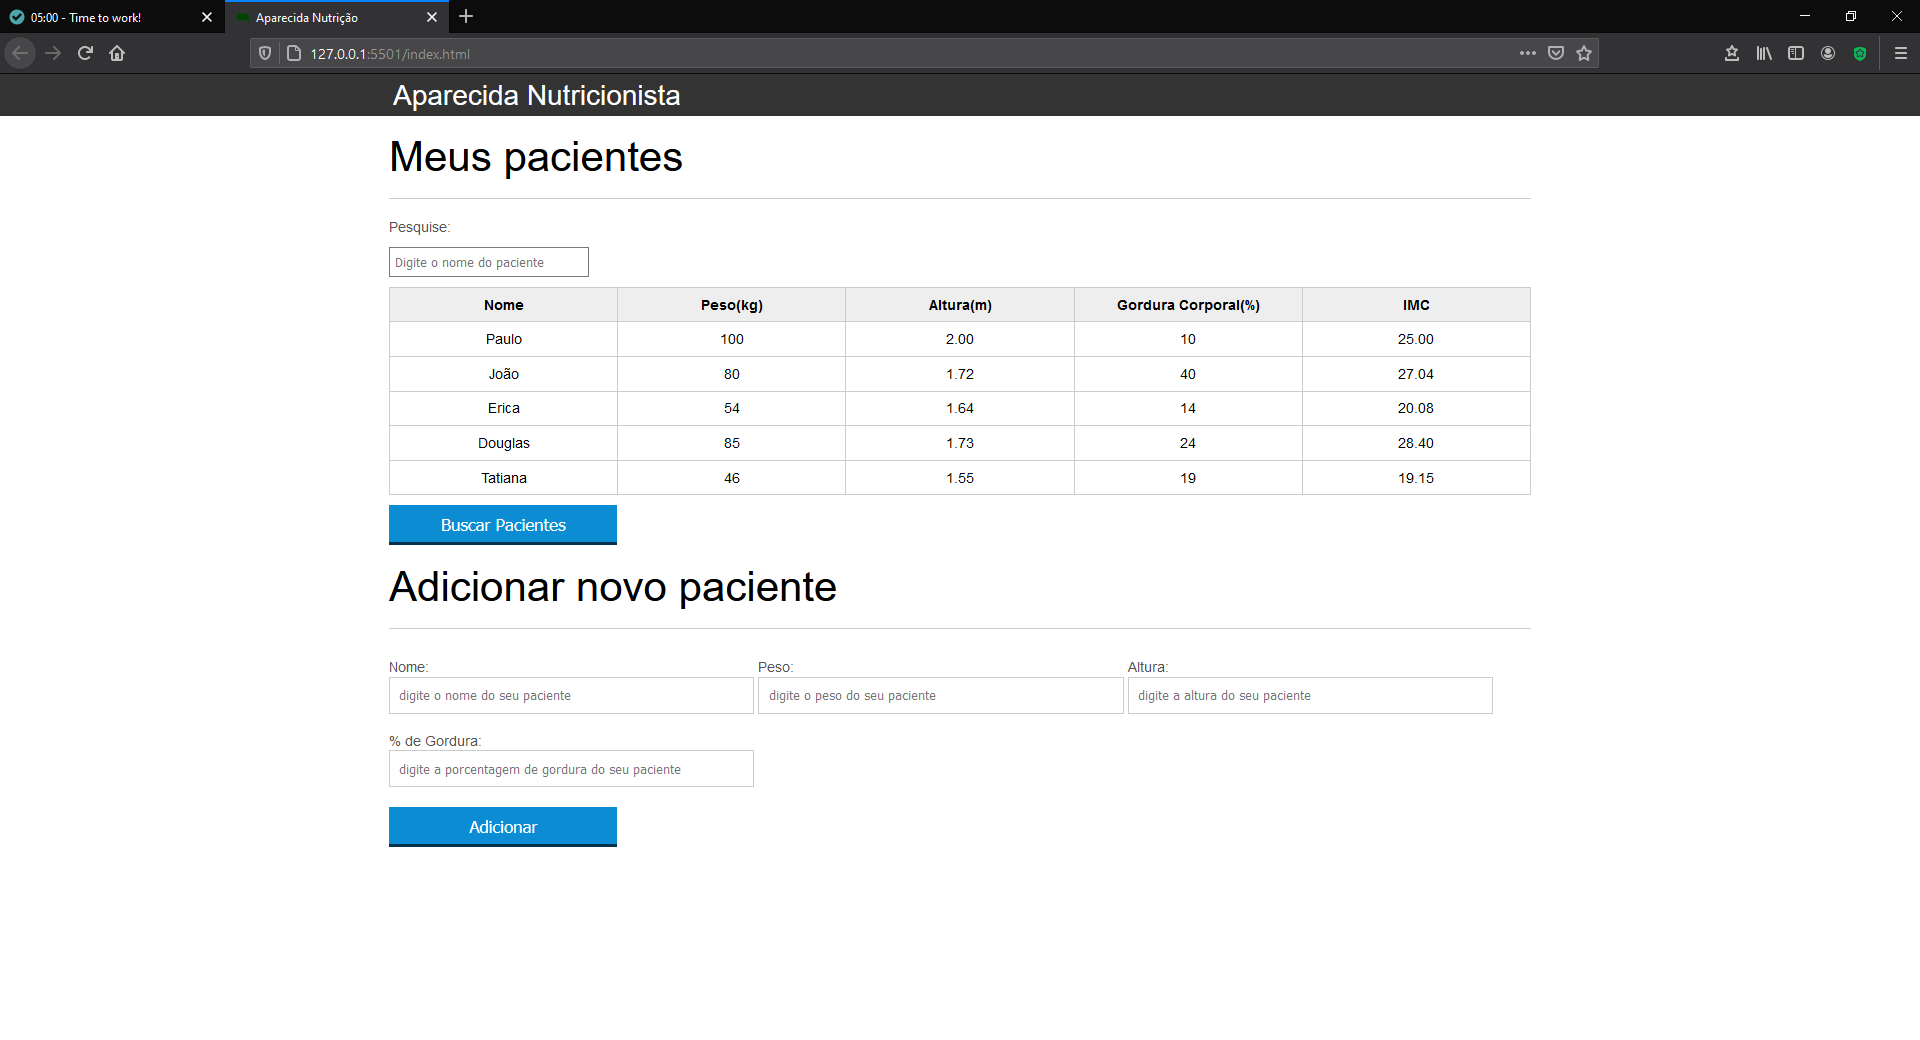 05:00 - Time to work!
Aparecida Nutrição
127.0.0.1:5501/index.html
Aparecida Nutricionista
Meus pacientes
Pesquise:
Digite o nome do paciente
Nome Peso(kg) Altura(m) Gordura Corporal(%) IMC
Paulo 100 2.00 10 25.00
João 80 1.72 40 27.04
Erica 54 1.64 14 20.08
Douglas 85 1.73 24 28.40
Tatiana 46 1.55 19 19.15
Buscar Pacientes
Adicionar novo paciente
Nome: Peso: Altura:
digite o nome do seu paciente digite o peso do seu paciente digite a altura do seu paciente
% de Gordura:
digite a porcentagem de gordura do seu paciente
Adicionar